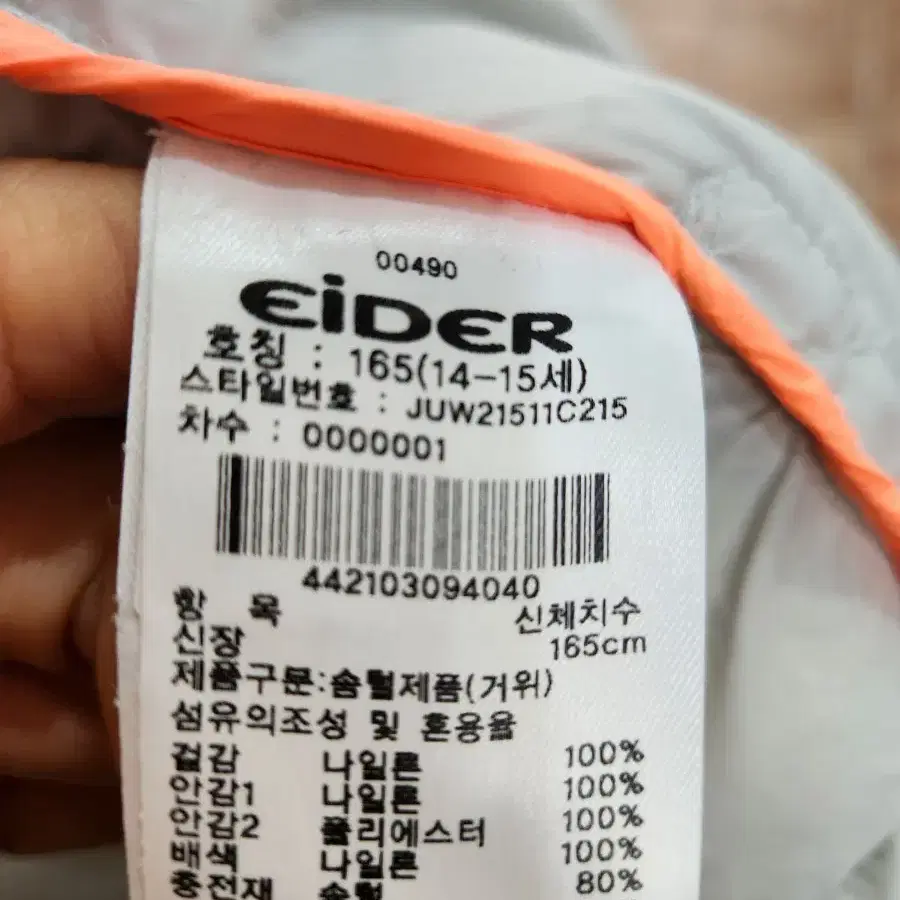 00490
EiDER
호칭 : 165(14-15세)
스타일번호 : JUW21511C215
차수 : 0000001
442103094040
항 목 신체치수
신장 165cm
제품구분:솜털제품(거위)
섬유의조성 및 혼용율
겉감 나일론 100%
안감1 나일론 100%
안감2 폴리에스터 100%
배색 나일론 100%
충전재 솜털 80%